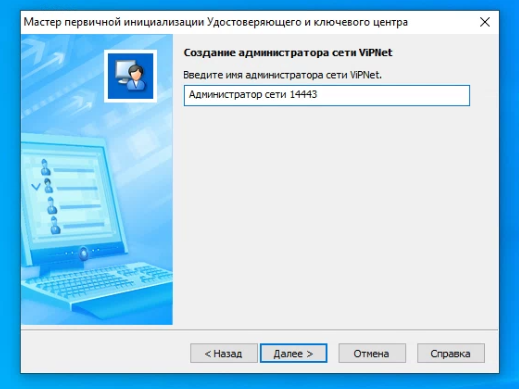 Мастер первичной инициализации Удостоверяющего и ключевого центра
Создание администратора сети ViPNet
Введите имя администратора сети ViPNet.
Администратор сети 14443
< Назад
Далее >
Отмена
Справка